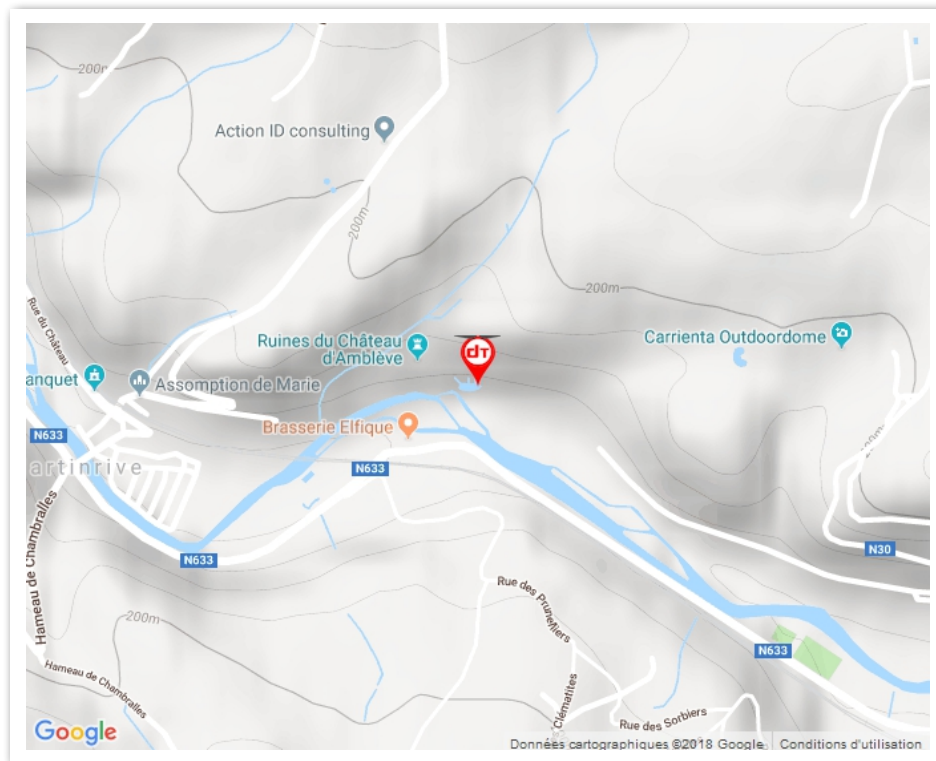 200m
Action ID consulting
200m
200m
Rue du Château
Ruines du Château
d'Amblève
dT
Carrienta Outdoordome
anquet
Assomption de Marie
Brasserie Elfique
N633
artinrive
N633
N633
N30
Hameau de Chambralles
Rue des Pruneliers
200m
N633
Hameau de Chambralles
Clématites
Rue des Sorbiers
Google
Données cartographiques ©2018 Google
Conditions d'utilisation